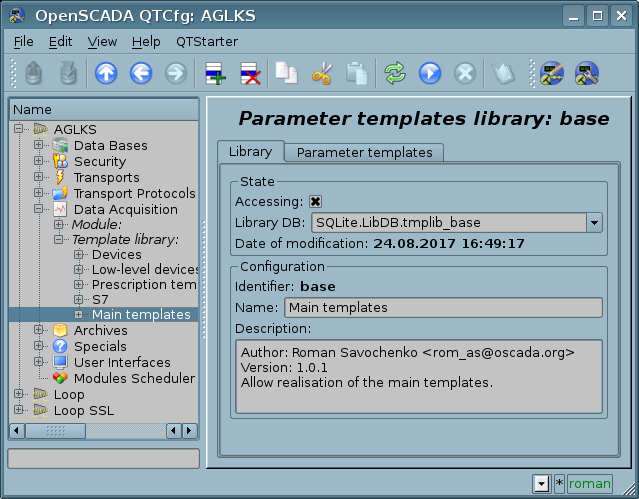 OpenSCADA QTCfg: AGLKS
File Edit View Help QTStarter
Name
AGLKS
Data Bases
Security
Transports
Transport Protocols
Data Acquisition
Module:
Template library:
Devices
Low-level devices
Prescription tem
S7
Main templates
Archives
Specials
User Interfaces
Modules Scheduler
Loop
Loop SSL
Parameter templates library: base
Library Parameter templates
State
Accessing:
Library DB: SQLite.LibDB.tmplib_base
Date of modification: 24.08.2017 16:49:17
Configuration
Identifier: base
Name: Main templates
Description:
Author: Roman Savochenko <rom_as@oscada.org>
Version: 1.0.1
Allow realisation of the main templates.
* roman